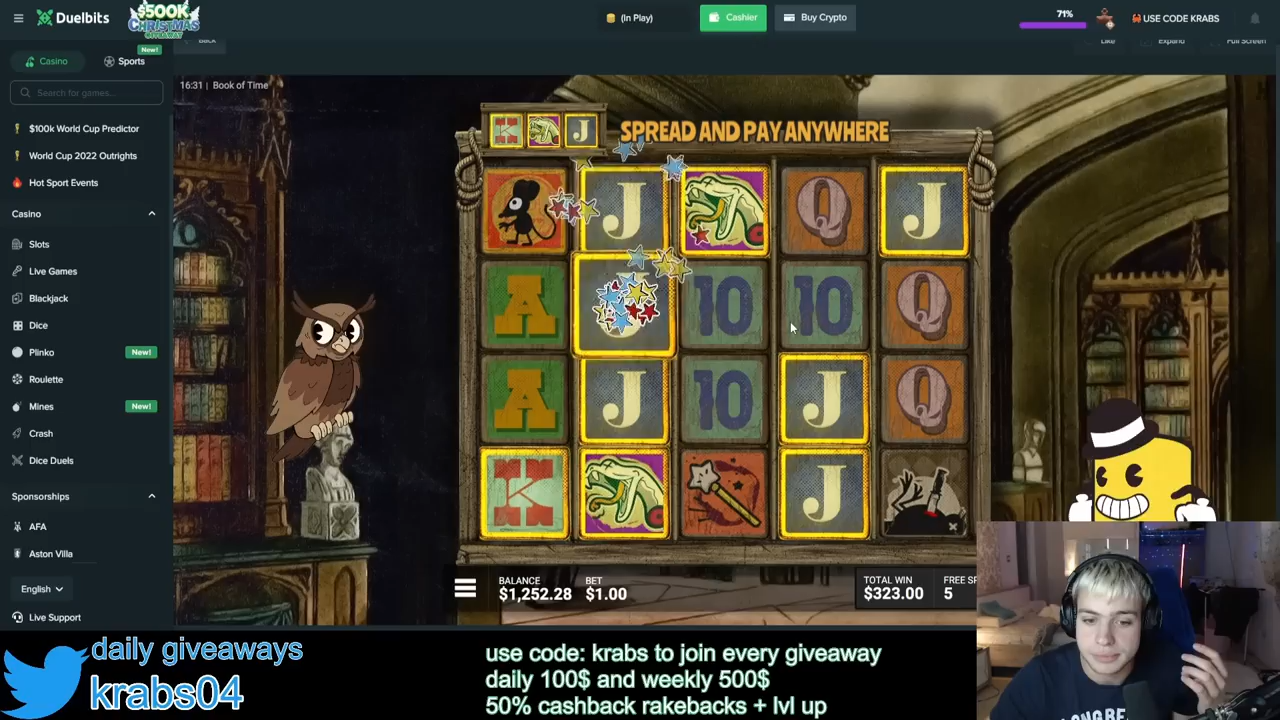 Duelbits
$500K
CHRISTMAS
GIVEAWAY
(In Play)
Cashier
Buy Crypto
71%
USE CODE KRABS
Back
Like
Expand
Full Screen
New!
Casino
Sports
Search for games...
16:31 | Book of Time
$100k World Cup Predictor
World Cup 2022 Outrights
Hot Sport Events
Casino
Slots
Live Games
Blackjack
Dice
Plinko New!
Roulette
Mines New!
Crash
Dice Duels
Sponsorships
AFA
Aston Villa
English
Live Support
K J
SPREAD AND PAY ANYWHERE
J Q J
A 10 10 Q
A J 10 J Q
K J
BALANCE
$1,252.28
BET
$1.00
TOTAL WIN
$323.00
FREE SP
5
daily giveaways
krabs04
use code: krabs to join every giveaway
daily 100$ and weekly 500$
50% cashback rakebacks + lvl up